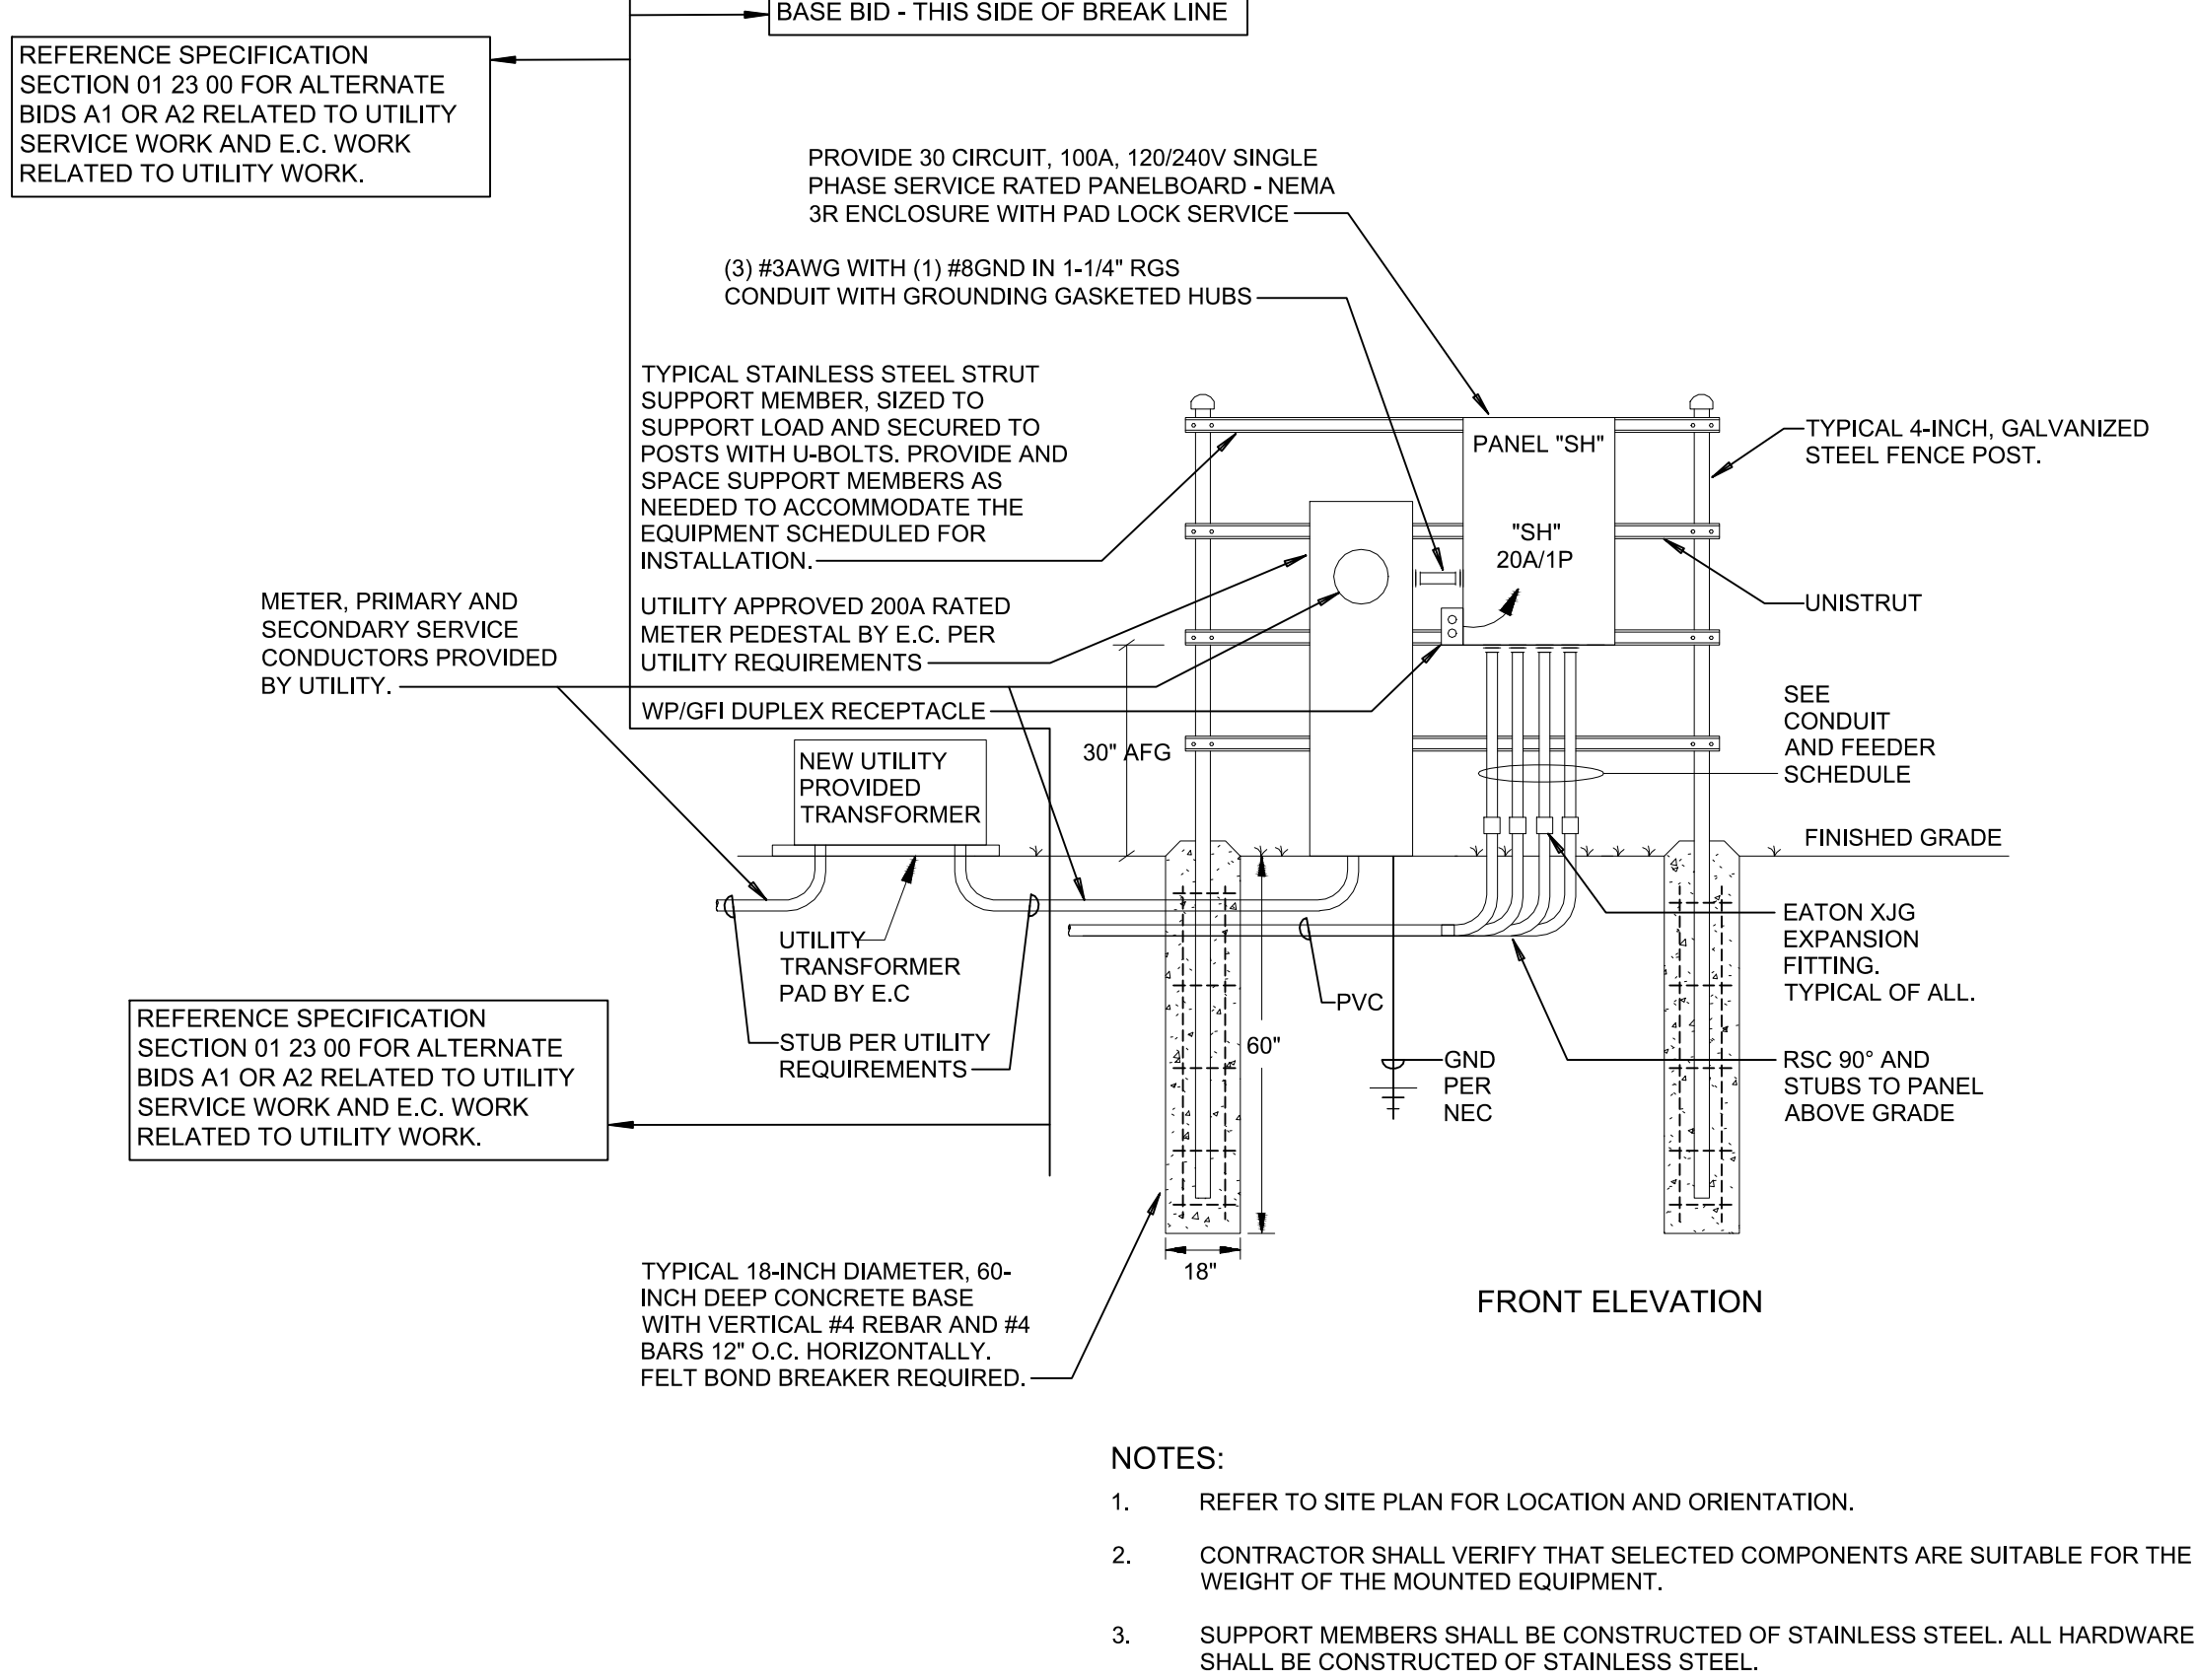 BASE BID - THIS SIDE OF BREAK LINE
REFERENCE SPECIFICATION
SECTION 01 23 00 FOR ALTERNATE
BIDS A1 OR A2 RELATED TO UTILITY
SERVICE WORK AND E.C. WORK
RELATED TO UTILITY WORK.
PROVIDE 30 CIRCUIT, 100A, 120/240V SINGLE
PHASE SERVICE RATED PANELBOARD - NEMA
3R ENCLOSURE WITH PAD LOCK SERVICE
(3) #3AWG WITH (1) #8GND IN 1-1/4" RGS
CONDUIT WITH GROUNDING GASKETED HUBS
TYPICAL STAINLESS STEEL STRUT
SUPPORT MEMBER, SIZED TO
SUPPORT LOAD AND SECURED TO
POSTS WITH U-BOLTS. PROVIDE AND
SPACE SUPPORT MEMBERS AS
NEEDED TO ACCOMMODATE THE
EQUIPMENT SCHEDULED FOR
INSTALLATION.
PANEL "SH"
"SH"
20A/1P
TYPICAL 4-INCH, GALVANIZED
STEEL FENCE POST.
UNISTRUT
METER, PRIMARY AND
SECONDARY SERVICE
CONDUCTORS PROVIDED
BY UTILITY.
UTILITY APPROVED 200A RATED
METER PEDESTAL BY E.C. PER
UTILITY REQUIREMENTS
WP/GFI DUPLEX RECEPTACLE
30" AFG
SEE
CONDUIT
AND FEEDER
SCHEDULE
NEW UTILITY
PROVIDED
TRANSFORMER
FINISHED GRADE
UTILITY
TRANSFORMER
PAD BY E.C
STUB PER UTILITY
REQUIREMENTS
PVC
60"
GND
PER
NEC
EATON XJG
EXPANSION
FITTING.
TYPICAL OF ALL.
RSC 90° AND
STUBS TO PANEL
ABOVE GRADE
REFERENCE SPECIFICATION
SECTION 01 23 00 FOR ALTERNATE
BIDS A1 OR A2 RELATED TO UTILITY
SERVICE WORK AND E.C. WORK
RELATED TO UTILITY WORK.
18"
TYPICAL 18-INCH DIAMETER, 60-
INCH DEEP CONCRETE BASE
WITH VERTICAL #4 REBAR AND #4
BARS 12" O.C. HORIZONTALLY.
FELT BOND BREAKER REQUIRED.
FRONT ELEVATION
NOTES:
1. REFER TO SITE PLAN FOR LOCATION AND ORIENTATION.
2. CONTRACTOR SHALL VERIFY THAT SELECTED COMPONENTS ARE SUITABLE FOR THE
WEIGHT OF THE MOUNTED EQUIPMENT.
3. SUPPORT MEMBERS SHALL BE CONSTRUCTED OF STAINLESS STEEL. ALL HARDWARE
SHALL BE CONSTRUCTED OF STAINLESS STEEL.